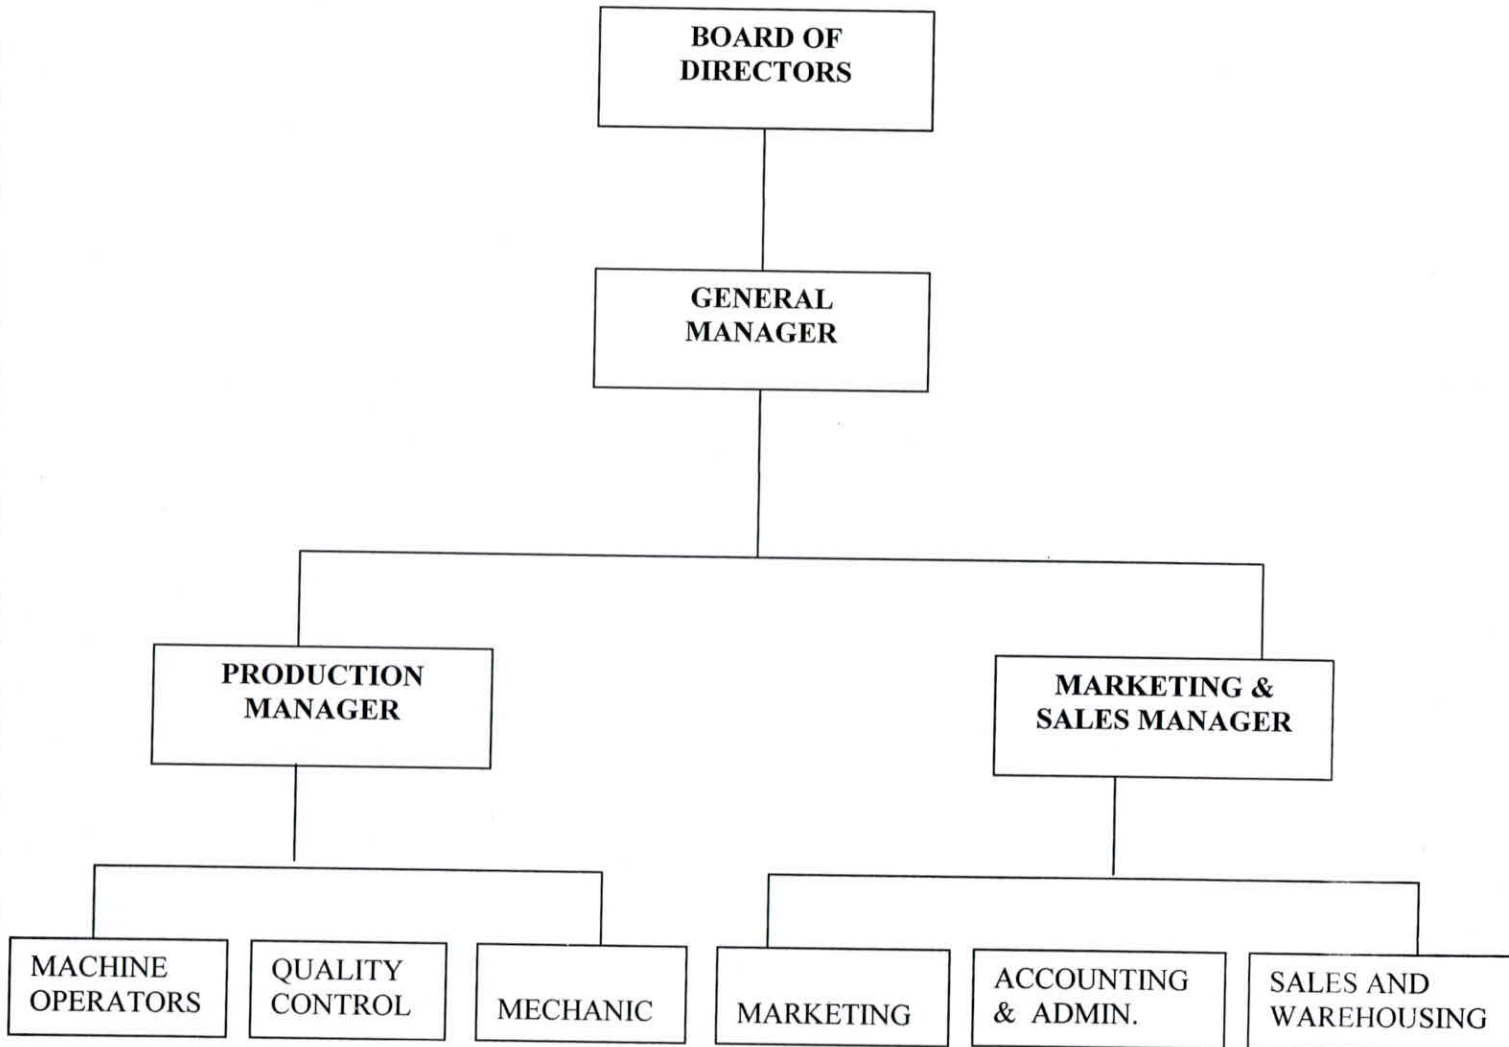 BOARD OF
DIRECTORS
GENERAL
MANAGER
PRODUCTION
MANAGER
MARKETING &
SALES MANAGER
MACHINE
OPERATORS
QUALITY
CONTROL
MECHANIC
MARKETING
ACCOUNTING
& ADMIN.
SALES AND
WAREHOUSING